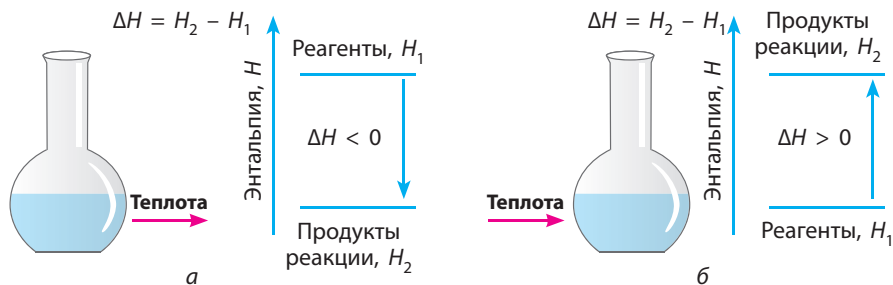 ΔH = H₂ – H₁
Энтальпия, H
Реагенты, H₁
ΔH < 0
Теплота
Продукты
реакции, H₂
а
ΔH = H₂ – H₁
Энтальпия, H
Продукты
реакции, H₂
ΔH > 0
Теплота
Реагенты, H₁
б